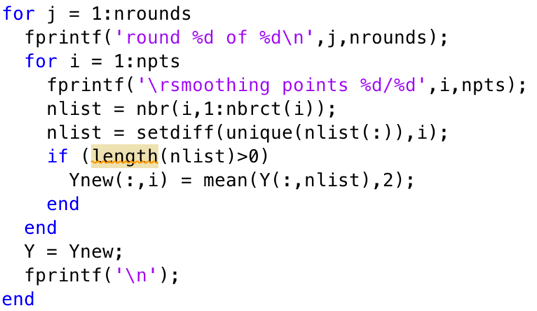 for j = 1:nrounds
  fprintf('round %d of %d\n',j,nrounds);
  for i = 1:npts
    fprintf('\rsmoothing points %d/%d',i,npts);
    nlist = nbr(i,1:nbrct(i));
    nlist = setdiff(unique(nlist(:)),i);
    if (length(nlist)>0)
      Ynew(:,i) = mean(Y(:,nlist),2);
    end
  end
  Y = Ynew;
  fprintf('\n');
end